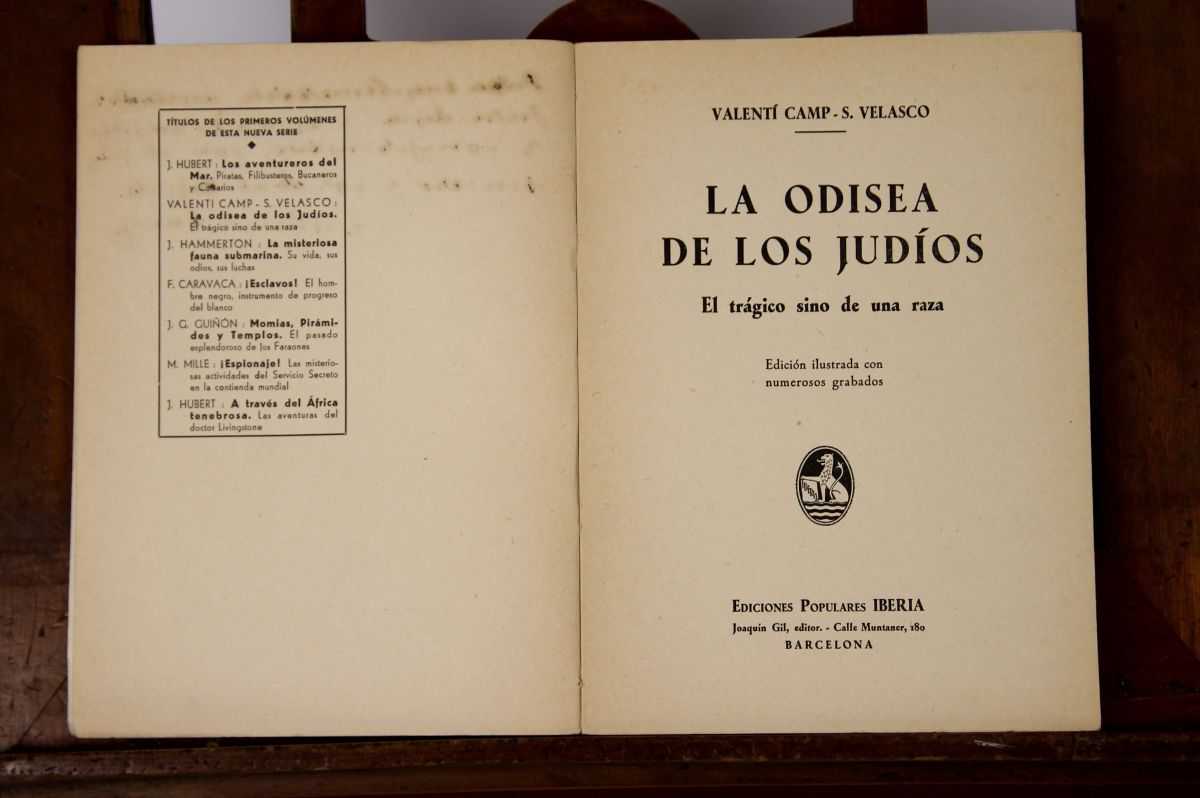 TÍTULOS DE LOS PRIMEROS VOLÚMENES
DE ESTA NUEVA SERIE
J. HUBERT : Los aventureros del
Mar. Piratas, Filibusteros, Bucaneros
y Corsarios
VALENTI CAMP - S. VELASCO :
La odisea de los Judíos.
El trágico sino de una raza
J. HAMMERTON : La misteriosa
fauna submarina. Su vida, sus
odios, sus luchas
F. CARAVACA : ¡Esclavos! El hom-
bre negro, instrumento de progreso
del blanco
J. G. GUIÑÓN : Momias, Pirámi-
des y Templos. El pasado
esplendoroso de los Faraones
M. MILLE : ¡Espionaje! Las misterio-
sas actividades del Servicio Secreto
en la contienda mundial
J. HUBERT : A través del África
tenebrosa. Las aventuras del
doctor Livingstone
VALENTÍ CAMP - S. VELASCO
LA ODISEA
DE LOS JUDÍOS
El trágico sino de una raza
Edición ilustrada con
numerosos grabados
EDICIONES POPULARES IBERIA
Joaquín Gil, editor. - Calle Muntaner, 180
BARCELONA